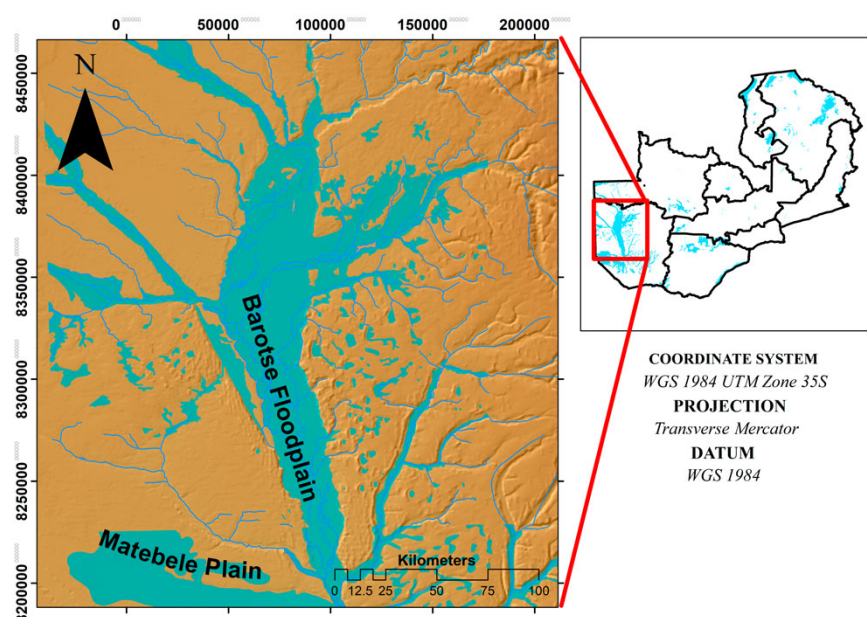 0 50000 100000 200000
N
8450000
8400000
8350000
8300000
8250000
8200000
Barotse Floodplain
Matebele Plain
Kilometers
0 12.5 25 50 75 100
COORDINATE SYSTEM
WGS 1984 UTM Zone 35S
PROJECTION
Transverse Mercator
DATUM
WGS 1984